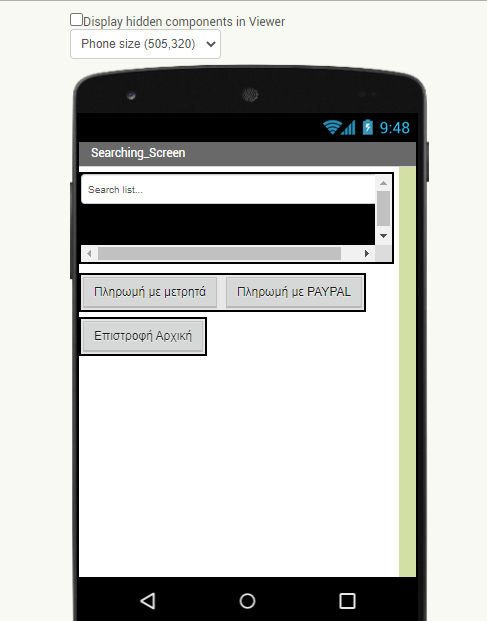 Display hidden components in Viewer
Phone size (505,320)
9:48
Searching_Screen
Search list...
Πληρωμή με μετρητά
Πληρωμή με PAYPAL
Επιστροφή Αρχική